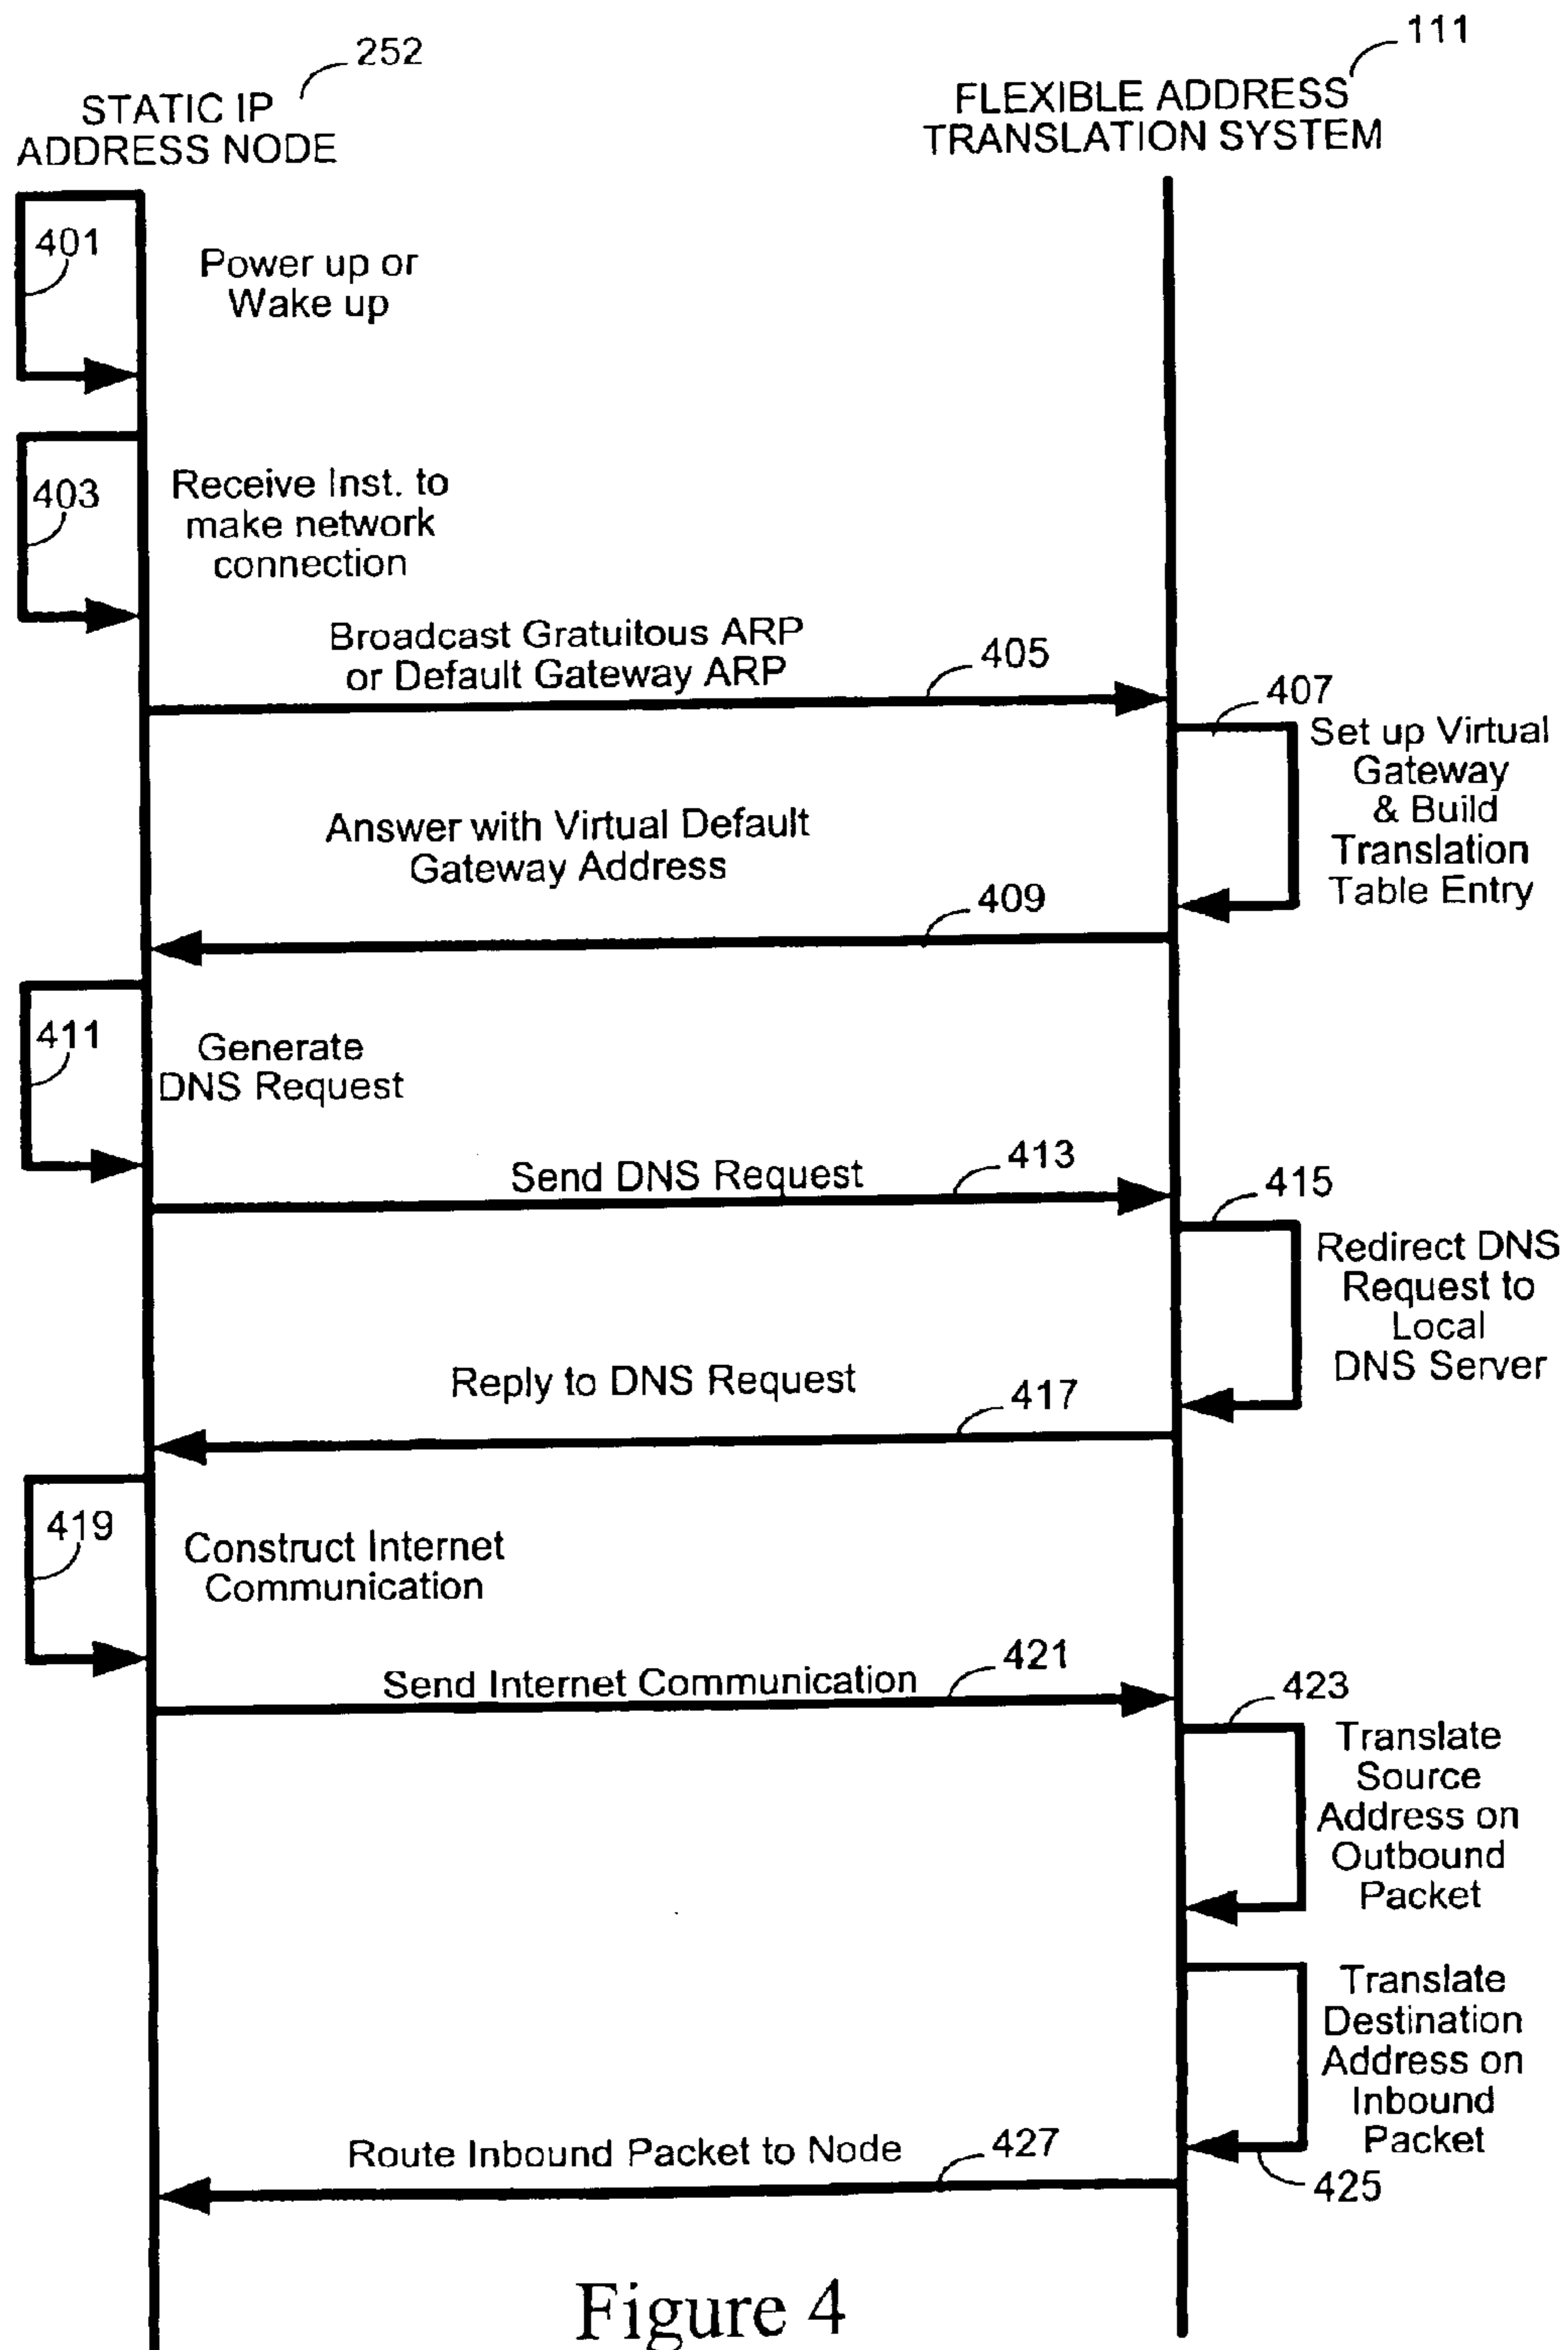 252
111
STATIC IP
ADDRESS NODE
FLEXIBLE ADDRESS
TRANSLATION SYSTEM
401
Power up or
Wake up
403
Receive Inst. to
make network
connection
Broadcast Gratuitous ARP
or Default Gateway ARP
405
407
Set up Virtual
Gateway
& Build
Translation
Table Entry
Answer with Virtual Default
Gateway Address
409
411
Generate
DNS Request
Send DNS Request
413
415
Redirect DNS
Request to
Local
DNS Server
Reply to DNS Request
417
419
Construct Internet
Communication
Send Internet Communication
421
423
Translate
Source
Address on
Outbound
Packet
Translate
Destination
Address on
Inbound
Packet
425
Route Inbound Packet to Node
427
Figure 4